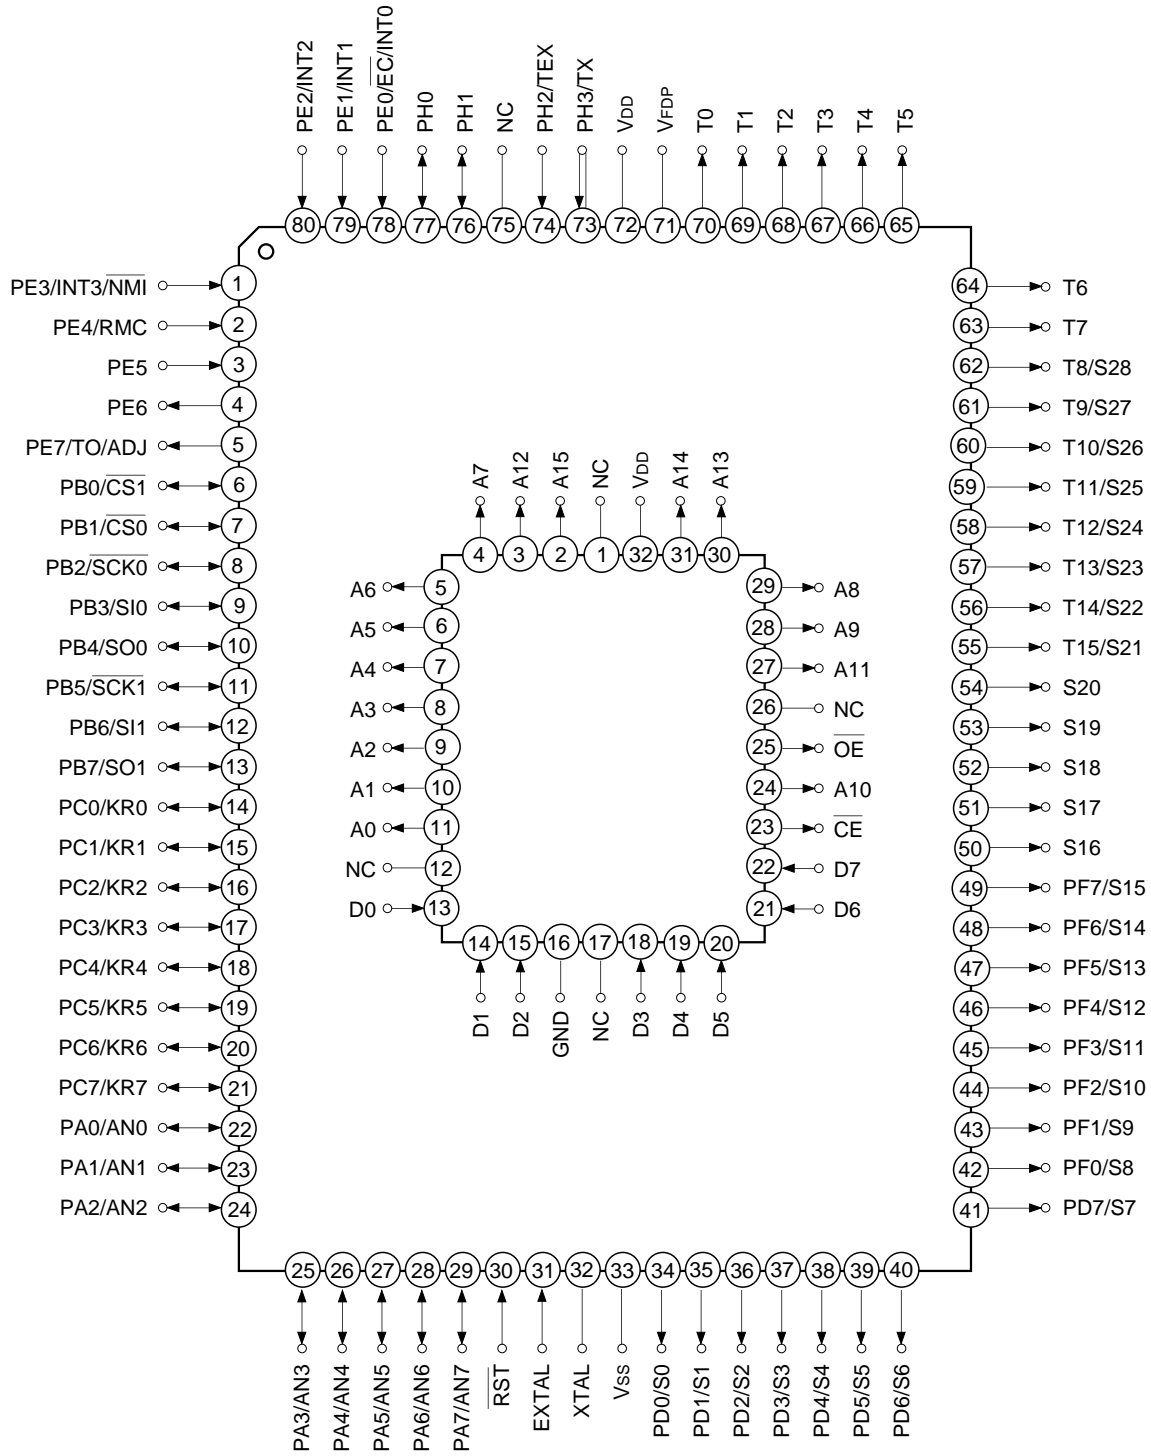 PE2/INT2
PE1/INT1
PE0/EC/INT0
PH0
PH1
NC
PH2/TEX
PH3/TX
VDD
VFDP
T0
T1
T2
T3
T4
T5
80 79 78 77 76 75 74 73 72 71 70 69 68 67 66 65
PE3/INT3/NMI 1
PE4/RMC 2
PE5 3
PE6 4
PE7/TO/ADJ 5
PB0/CS1 6
PB1/CS0 7
PB2/SCK0 8
PB3/SI0 9
PB4/SO0 10
PB5/SCK1 11
PB6/SI1 12
PB7/SO1 13
PC0/KR0 14
PC1/KR1 15
PC2/KR2 16
PC3/KR3 17
PC4/KR4 18
PC5/KR5 19
PC6/KR6 20
PC7/KR7 21
PA0/AN0 22
PA1/AN1 23
PA2/AN2 24
A7
A12
A15
NC
VDD
A14
A13
4 3 2 1 32 31 30
A6 5
A5 6
A4 7
A3 8
A2 9
A1 10
A0 11
NC 12
D0 13
29 A8
28 A9
27 A11
26 NC
25 OE
24 A10
23 CE
22 D7
21 D6
14 15 16 17 18 19 20
D1
D2
GND
NC
D3
D4
D5
64 T6
63 T7
62 T8/S28
61 T9/S27
60 T10/S26
59 T11/S25
58 T12/S24
57 T13/S23
56 T14/S22
55 T15/S21
54 S20
53 S19
52 S18
51 S17
50 S16
49 PF7/S15
48 PF6/S14
47 PF5/S13
46 PF4/S12
45 PF3/S11
44 PF2/S10
43 PF1/S9
42 PF0/S8
41 PD7/S7
25 26 27 28 29 30 31 32 33 34 35 36 37 38 39 40
PA3/AN3
PA4/AN4
PA5/AN5
PA6/AN6
PA7/AN7
RST
EXTAL
XTAL
Vss
PD0/S0
PD1/S1
PD2/S2
PD3/S3
PD4/S4
PD5/S5
PD6/S6